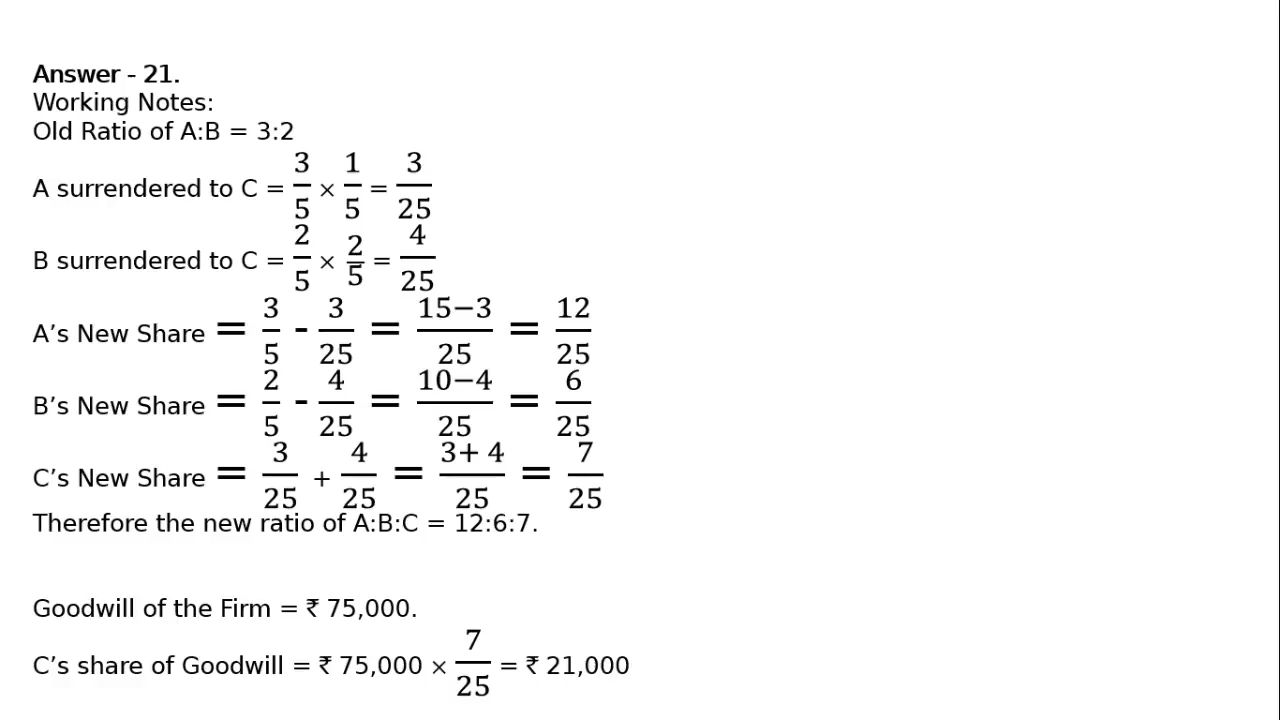 Answer - 21.
Working Notes:
Old Ratio of A:B = 3:2
A surrendered to C = 3/5 × 1/5 = 3/25
B surrendered to C = 2/5 × 2/5 = 4/25
A’s New Share = 3/5 - 3/25 = 15−3/25 = 12/25
B’s New Share = 2/5 - 4/25 = 10−4/25 = 6/25
C’s New Share = 3/25 + 4/25 = 3+ 4/25 = 7/25
Therefore the new ratio of A:B:C = 12:6:7.
Goodwill of the Firm = ₹ 75,000.
C’s share of Goodwill = ₹ 75,000 × 7/25 = ₹ 21,000